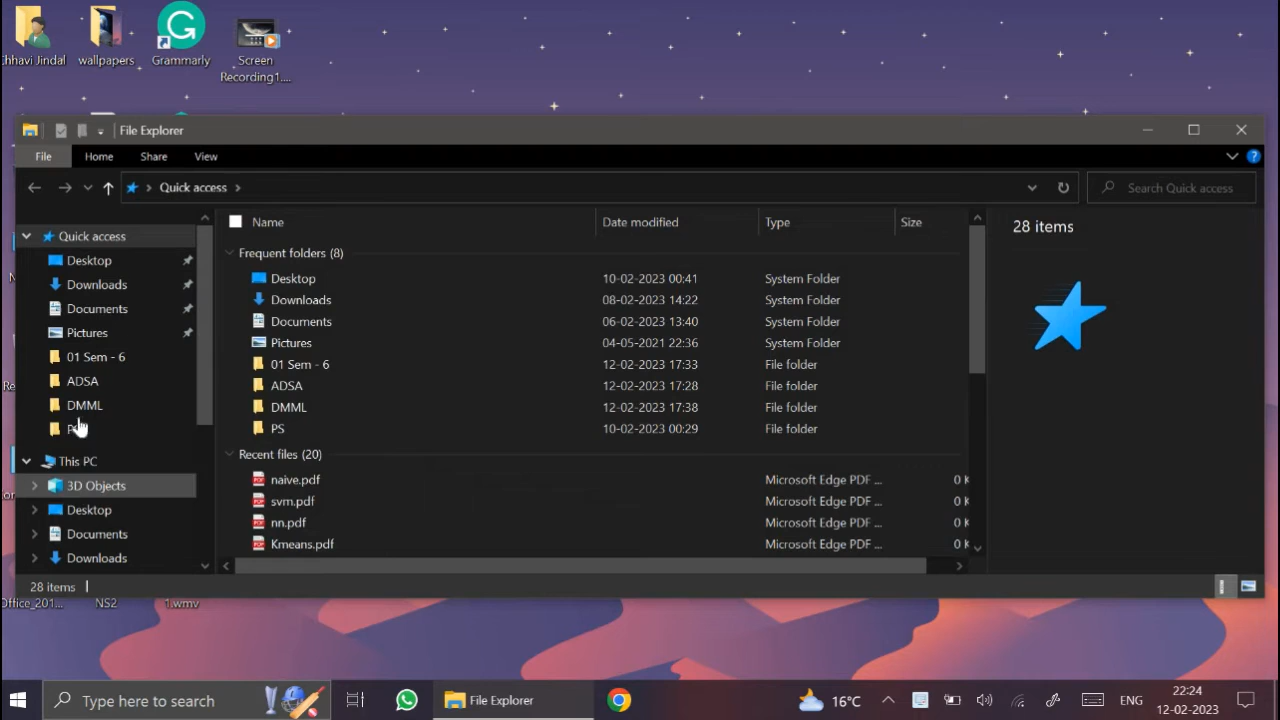 hhavi Jindal
wallpapers
Grammarly
Screen
Recording1....
File Explorer
File
Home
Share
View
Quick access
Search Quick access
Quick access
Desktop
Downloads
Documents
Pictures
01 Sem - 6
ADSA
DMML
This PC
3D Objects
Desktop
Documents
Downloads
Name
Date modified
Type
Size
Frequent folders (8)
Desktop 10-02-2023 00:41 System Folder
Downloads 08-02-2023 14:22 System Folder
Documents 06-02-2023 13:40 System Folder
Pictures 04-05-2021 22:36 System Folder
01 Sem - 6 12-02-2023 17:33 File folder
ADSA 12-02-2023 17:28 File folder
DMML 12-02-2023 17:38 File folder
PS 10-02-2023 00:29 File folder
Recent files (20)
naive.pdf Microsoft Edge PDF ... 0 K
svm.pdf Microsoft Edge PDF ... 0 K
nn.pdf Microsoft Edge PDF ... 0 K
Kmeans.pdf Microsoft Edge PDF ... 0 K
28 items
28 items
Office_201...
NS2
1.wmv
Type here to search
File Explorer
16°C
ENG
22:24
12-02-2023